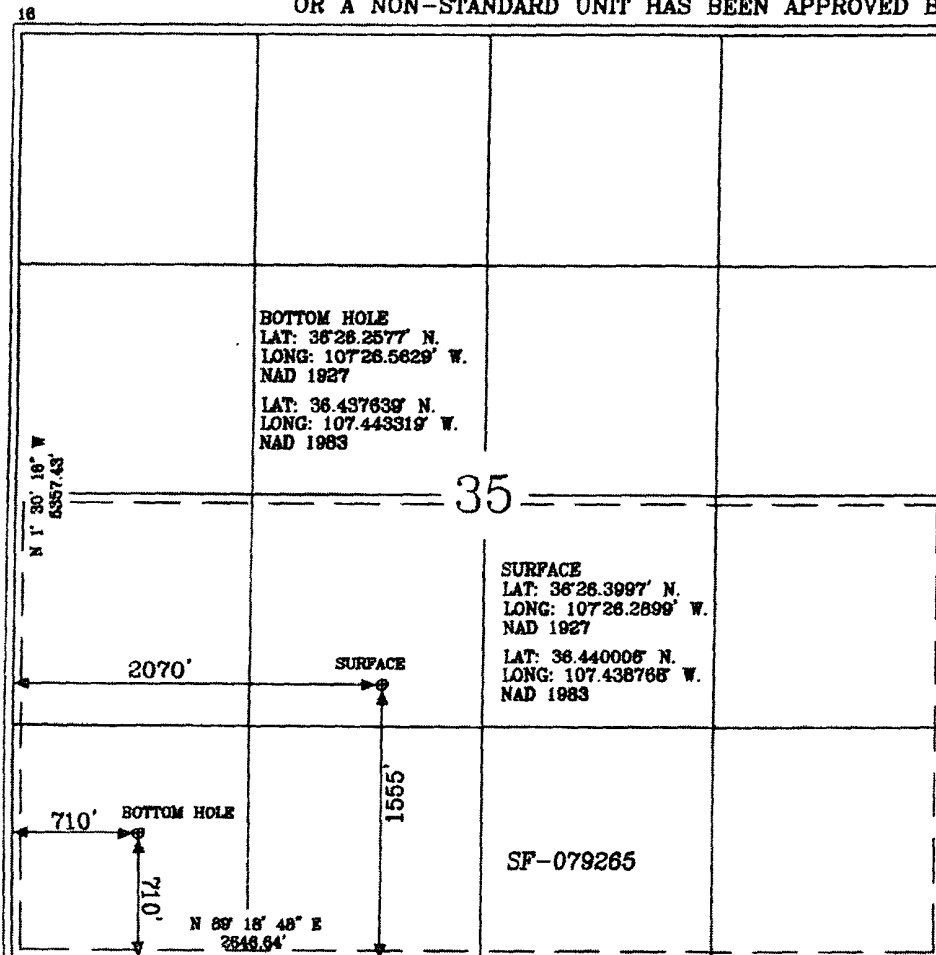 16
OR A NON-STANDARD UNIT HAS BEEN APPROVED B
BOTTOM HOLE
LAT: 36°26.2577' N.
LONG: 107°26.5629' W.
NAD 1927
LAT: 36.437639° N.
LONG: 107.443319° W.
NAD 1983
N 1° 30' 16" W
5357.43'
35
SURFACE
LAT: 36°26.3997' N.
LONG: 107°26.2899' W.
NAD 1927
LAT: 36.440006° N.
LONG: 107.438768° W.
NAD 1983
2070'
SURFACE
1555'
710'
BOTTOM HOLE
710'
SF-079265
N 89° 18' 48" E
2646.64'